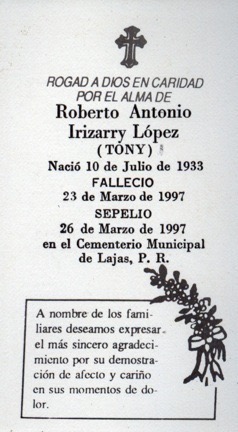 ROGAD A DIOS EN CARIDAD
POR EL ALMA DE
Roberto Antonio
Irizarry López
(TONY)
Nació 10 de Julio de 1933
FALLECIO
23 de Marzo de 1997
SEPELIO
26 de Marzo de 1997
en el Cementerio Municipal
de Lajas, P. R.
A nombre de los fami-
liares deseamos expresar
el más sincero agradeci-
miento por su demostra-
ción de afecto y cariño
en sus momentos de do-
lor.